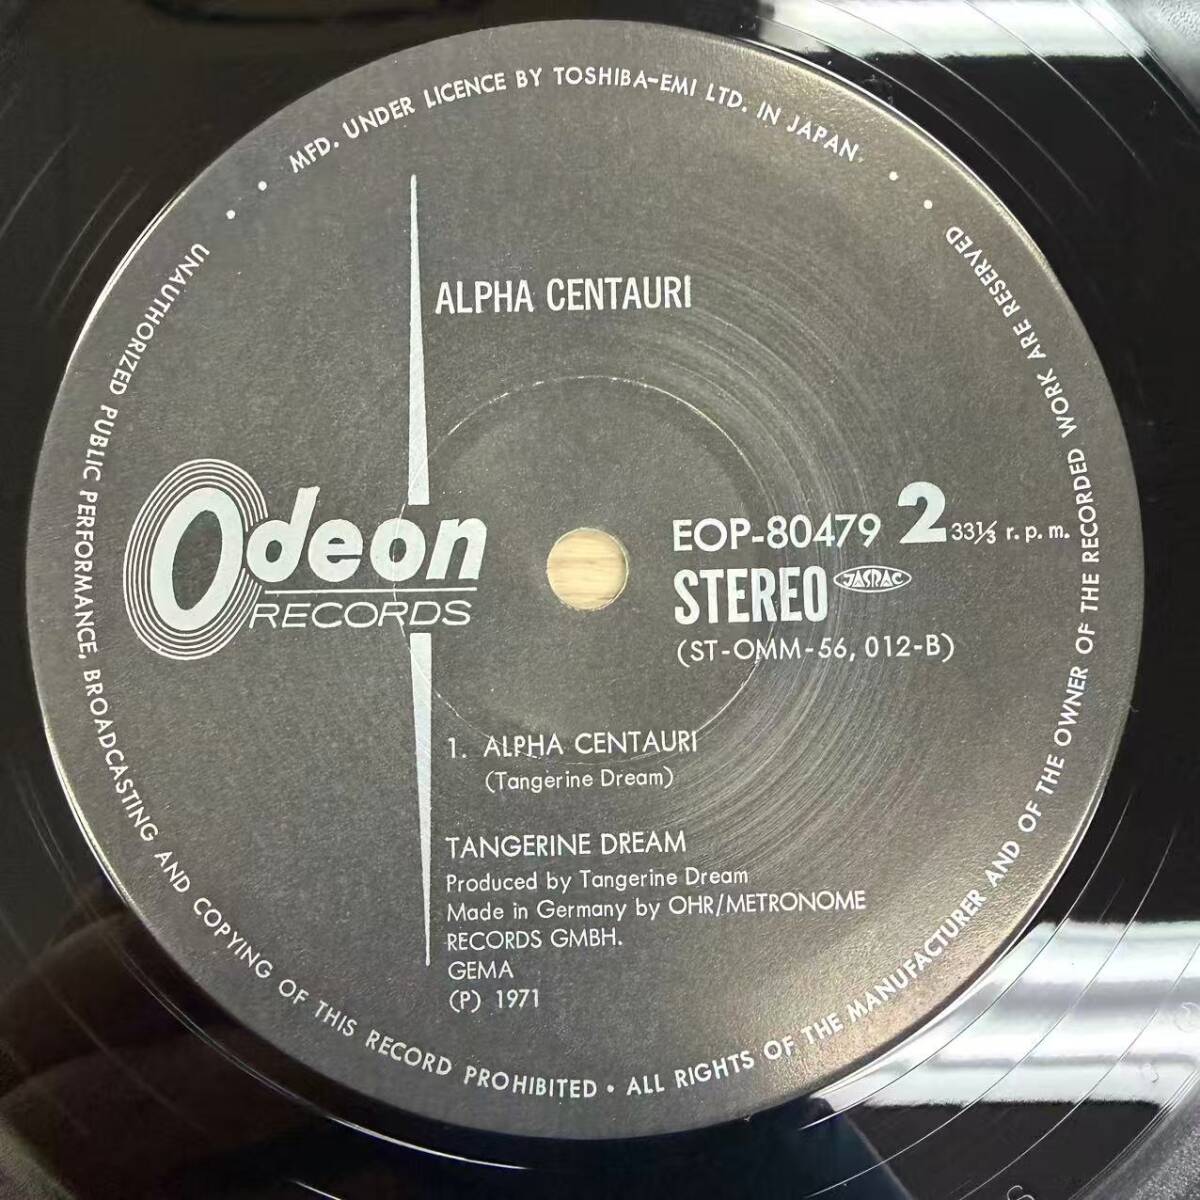 MFD. UNDER LICENCE BY TOSHIBA-EMI LTD. IN JAPAN
ALPHA CENTAURI
Odeon
RECORDS
EOP-80479 2 33⅓ r.p.m.
STEREO JASRAC
(ST-OMM-56, 012-B)
1. ALPHA CENTAURI
(Tangerine Dream)
TANGERINE DREAM
Produced by Tangerine Dream
Made in Germany by OHR/METRONOME
RECORDS GMBH.
GEMA
(P) 1971
UNAUTHORIZED PUBLIC PERFORMANCE, BROADCASTING AND COPYING OF THIS RECORD PROHIBITED • ALL RIGHTS OF THE MANUFACTURER AND OF THE OWNER OF THE RECORDED WORK ARE RESERVED